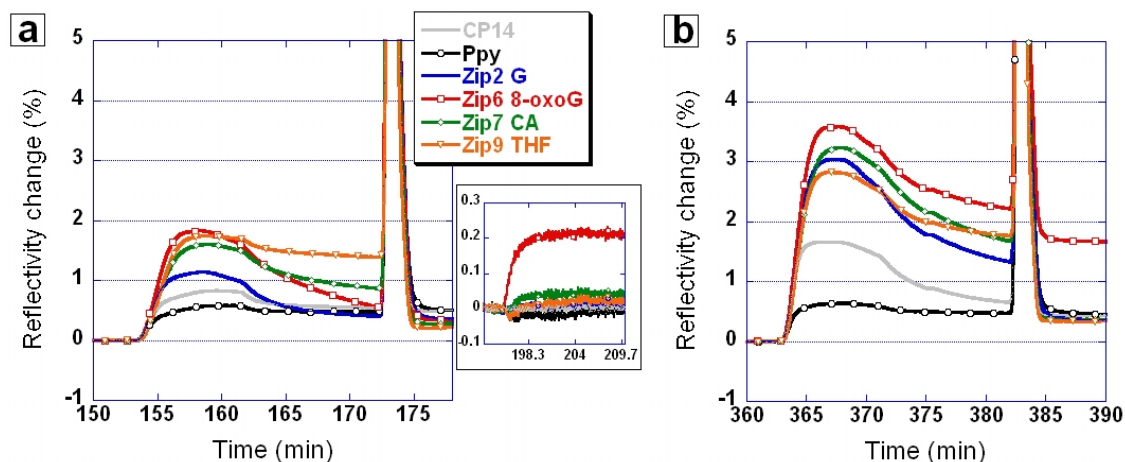 a
CP14
Ppy
Zip2 G
Zip6 8-oxoG
Zip7 CA
Zip9 THF
Reflectivity change (%)
5
4
3
2
1
0
-1
150 155 160 165 170 175
Time (min)
0.3
0.2
0.1
0
-0.1
198.3 204 209.7
b
Reflectivity change (%)
5
4
3
2
1
0
-1
360 365 370 375 380 385 390
Time (min)